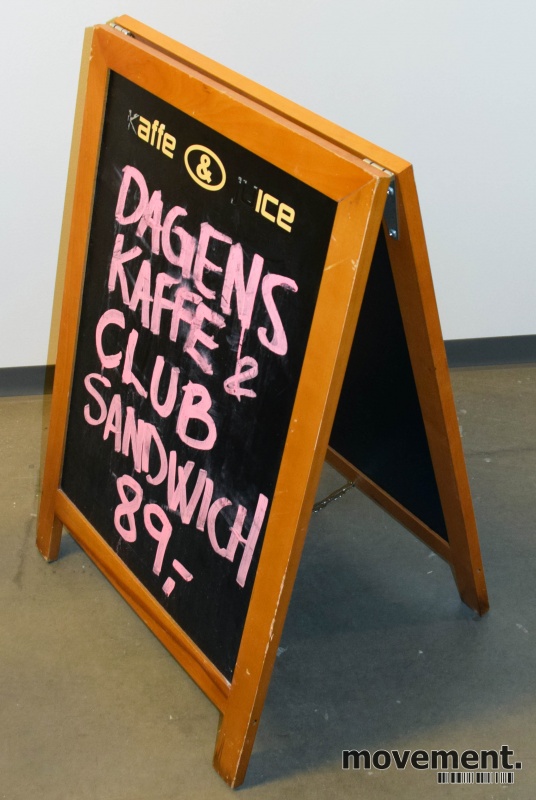 Kaffe & Juice
DAGENS
KAFFE &
CLUB
SANDWICH
89,-
movement.